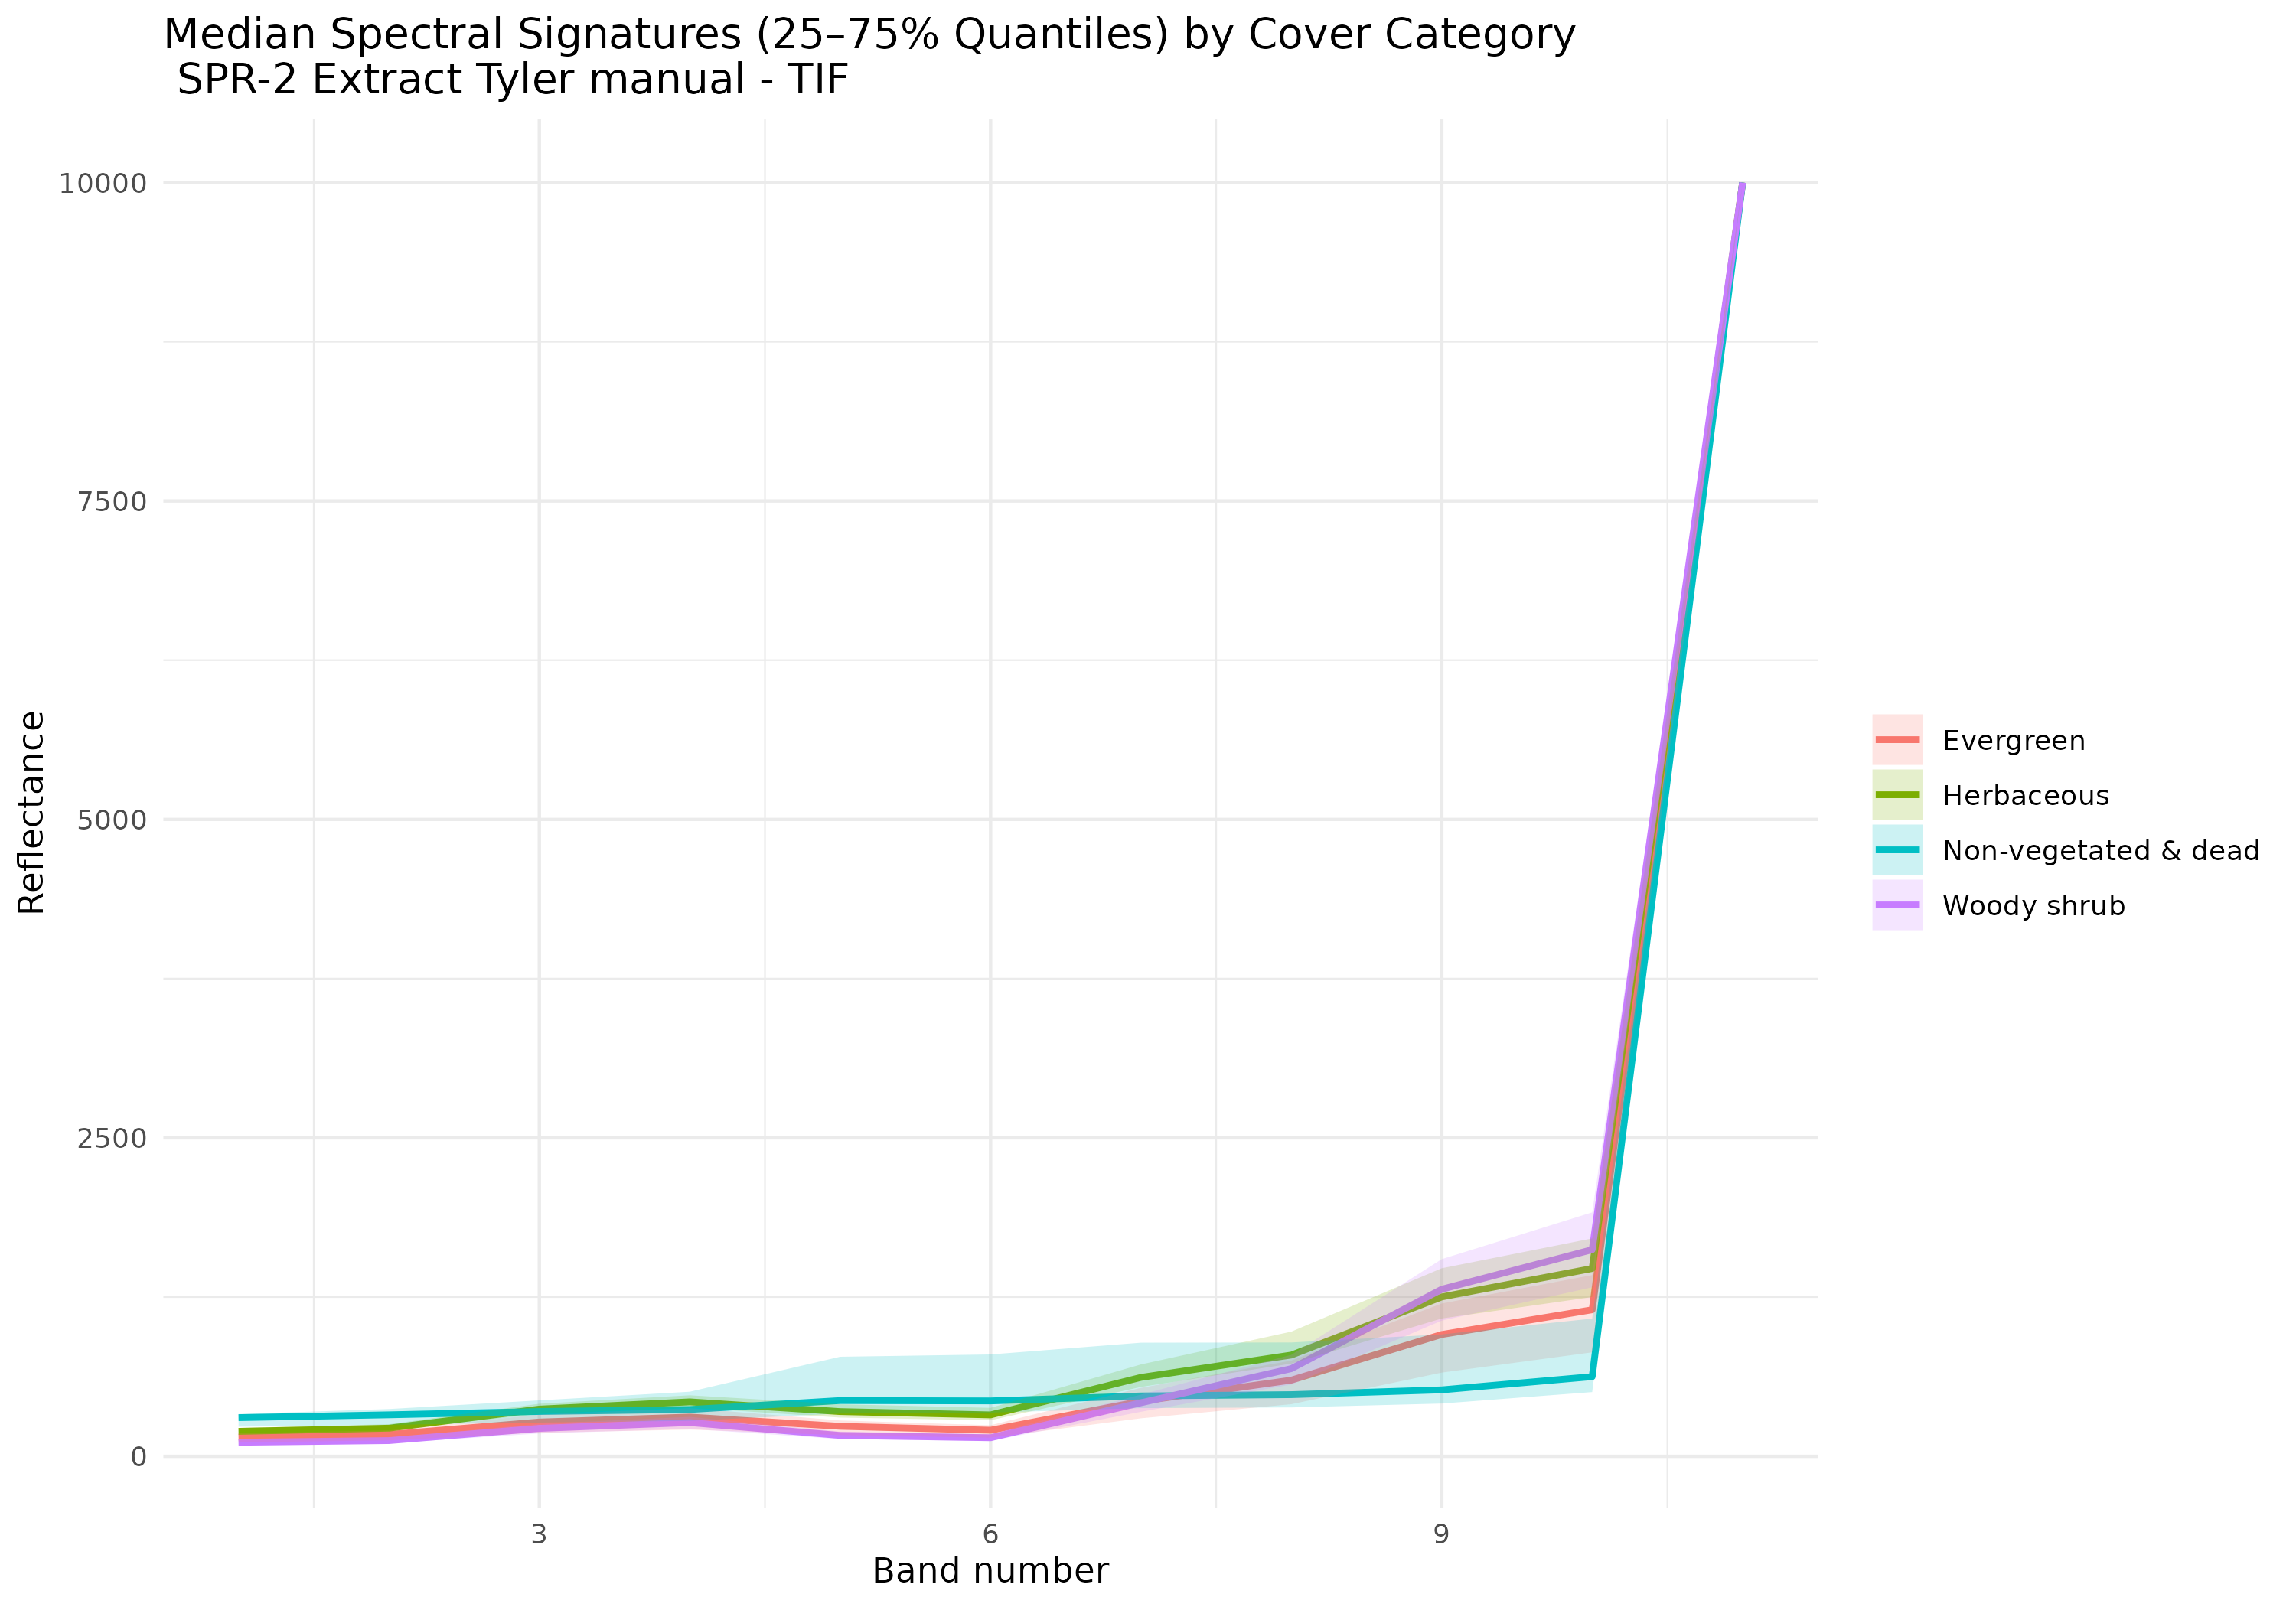 Median Spectral Signatures (25–75% Quantiles) by Cover Category
SPR-2 Extract Tyler manual - TIF
10000
7500
5000
2500
0
Reflectance
3
6
9
Band number
Evergreen
Herbaceous
Non-vegetated & dead
Woody shrub